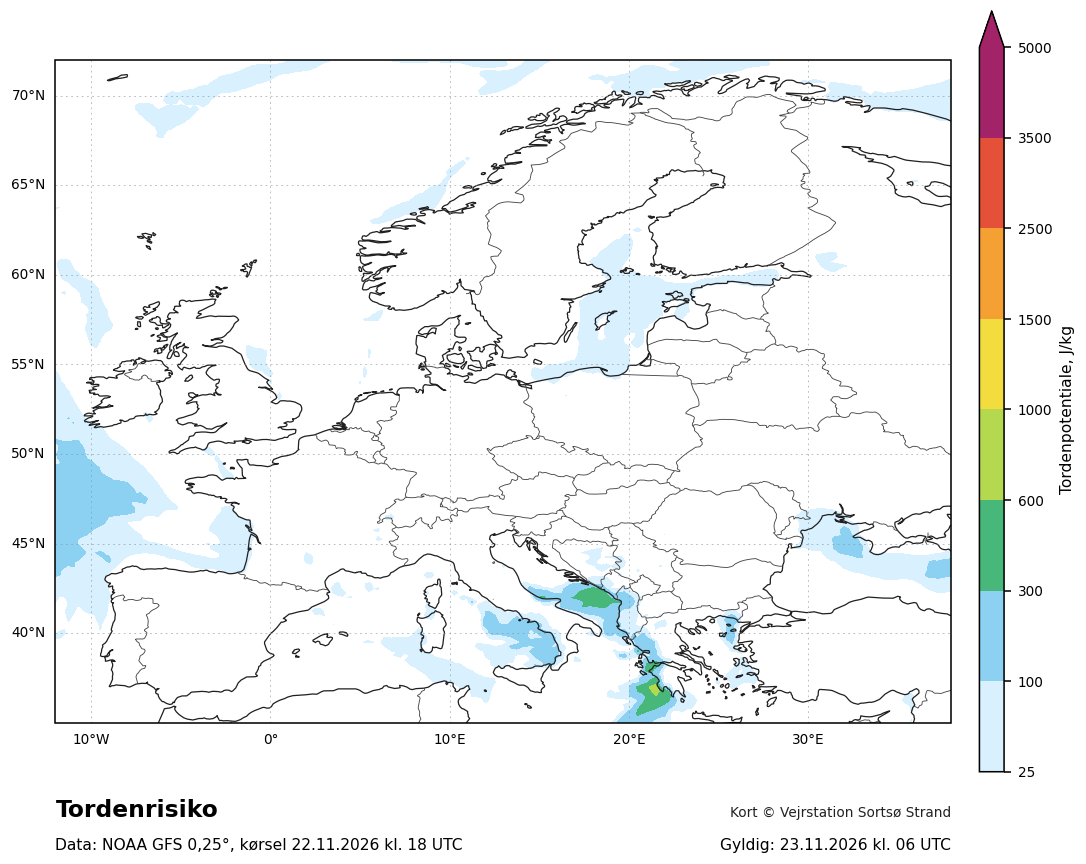 70°N
65°N
60°N
55°N
50°N
45°N
40°N
10°W
0°
10°E
20°E
30°E
5000
3500
2500
1500
1000
600
300
100
25
Tordenpotentiale, J/kg
Tordenrisiko
Kort © Vejrstation Sortsø Strand
Data: NOAA GFS 0,25°, kørsel 22.11.2026 kl. 18 UTC
Gyldig: 23.11.2026 kl. 06 UTC